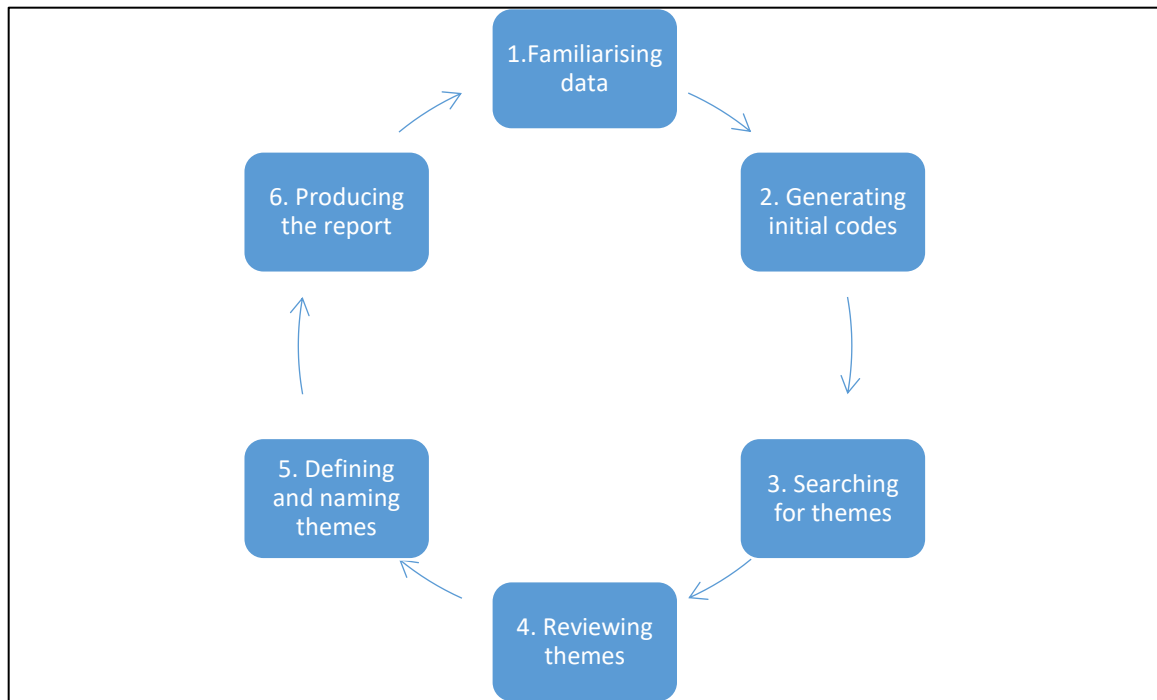 1.Familiarising
data
2. Generating
initial codes
3. Searching
for themes
4. Reviewing
themes
5. Defining
and naming
themes
6. Producing
the report